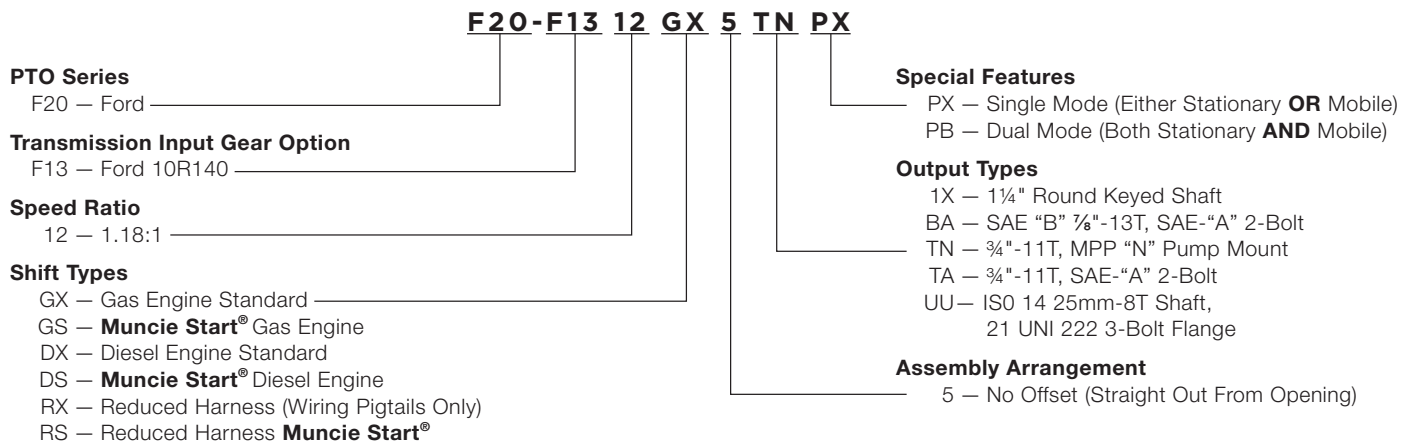 F20-F13 12 GX 5 TN PX
PTO Series
F20 — Ford
Transmission Input Gear Option
F13 — Ford 10R140
Speed Ratio
12 — 1.18:1
Shift Types
GX — Gas Engine Standard
GS — Muncie Start® Gas Engine
DX — Diesel Engine Standard
DS — Muncie Start® Diesel Engine
RX — Reduced Harness (Wiring Pigtails Only)
RS — Reduced Harness Muncie Start®
Special Features
PX — Single Mode (Either Stationary OR Mobile)
PB — Dual Mode (Both Stationary AND Mobile)
Output Types
1X — 1¼" Round Keyed Shaft
BA — SAE “B” ⅞"-13T, SAE-“A” 2-Bolt
TN — ¾"-11T, MPP “N” Pump Mount
TA — ¾"-11T, SAE-“A” 2-Bolt
UU— IS0 14 25mm-8T Shaft,
21 UNI 222 3-Bolt Flange
Assembly Arrangement
5 — No Offset (Straight Out From Opening)